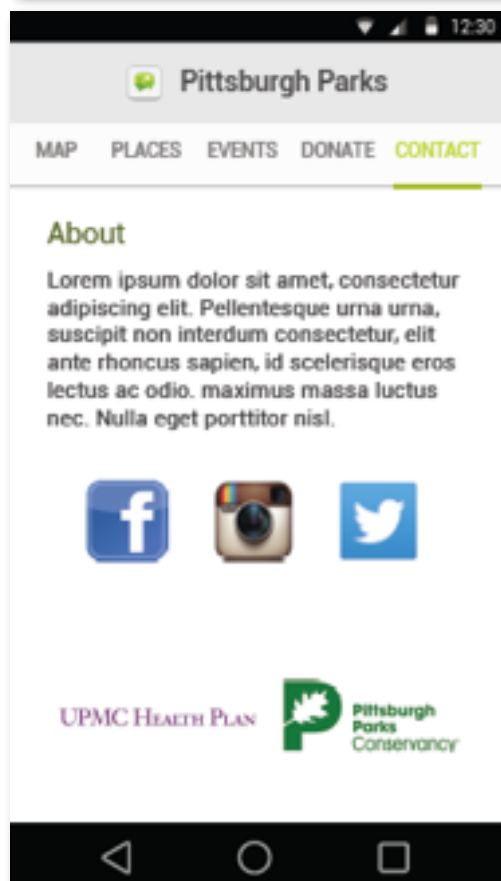 12:30
Pittsburgh Parks
MAP PLACES EVENTS DONATE CONTACT
About
Lorem ipsum dolor sit amet, consectetur
adipiscing elit. Pellentesque urna urna,
suscipit non interdum consectetur, elit
ante rhoncus sapien, id scelerisque eros
lectus ac odio. maximus massa luctus
nec. Nulla eget porttitor nisl.
UPMC HEALTH PLAN
Pittsburgh
Parks
Conservancy